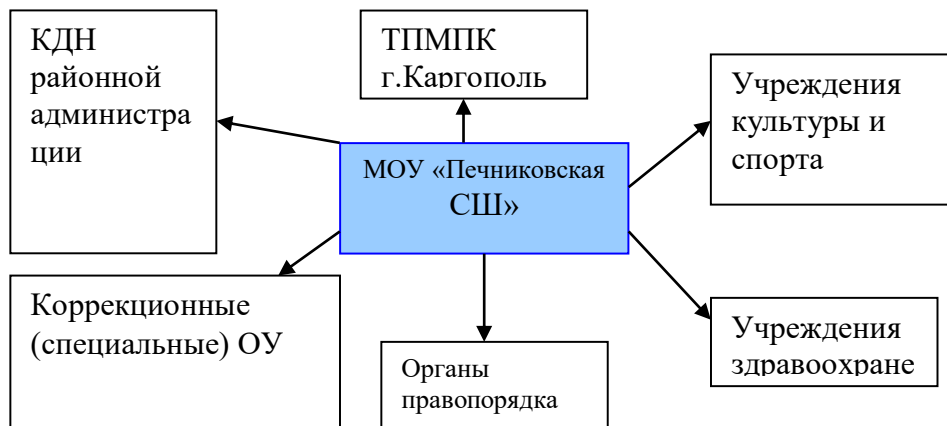 КДН
районной
администра
ции
ТПМПК
г.Каргополь
Учреждения
культуры и
спорта
МОУ «Печниковская
СШ»
Коррекционные
(специальные) ОУ
Органы
правопорядка
Учреждения
здравоохране